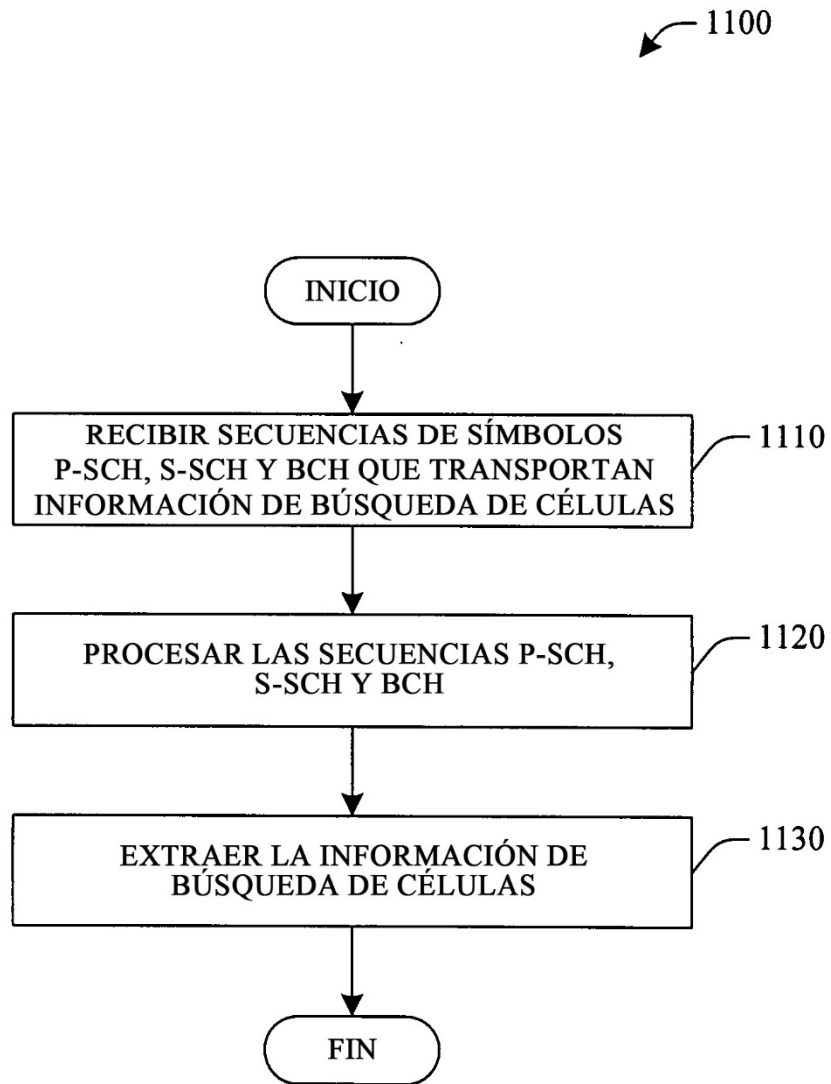 1100
INICIO
RECIBIR SECUENCIAS DE SÍMBOLOS
P-SCH, S-SCH Y BCH QUE TRANSPORTAN
INFORMACIÓN DE BÚSQUEDA DE CÉLULAS
1110
PROCESAR LAS SECUENCIAS P-SCH,
S-SCH Y BCH
1120
EXTRAER LA INFORMACIÓN DE
BÚSQUEDA DE CÉLULAS
1130
FIN